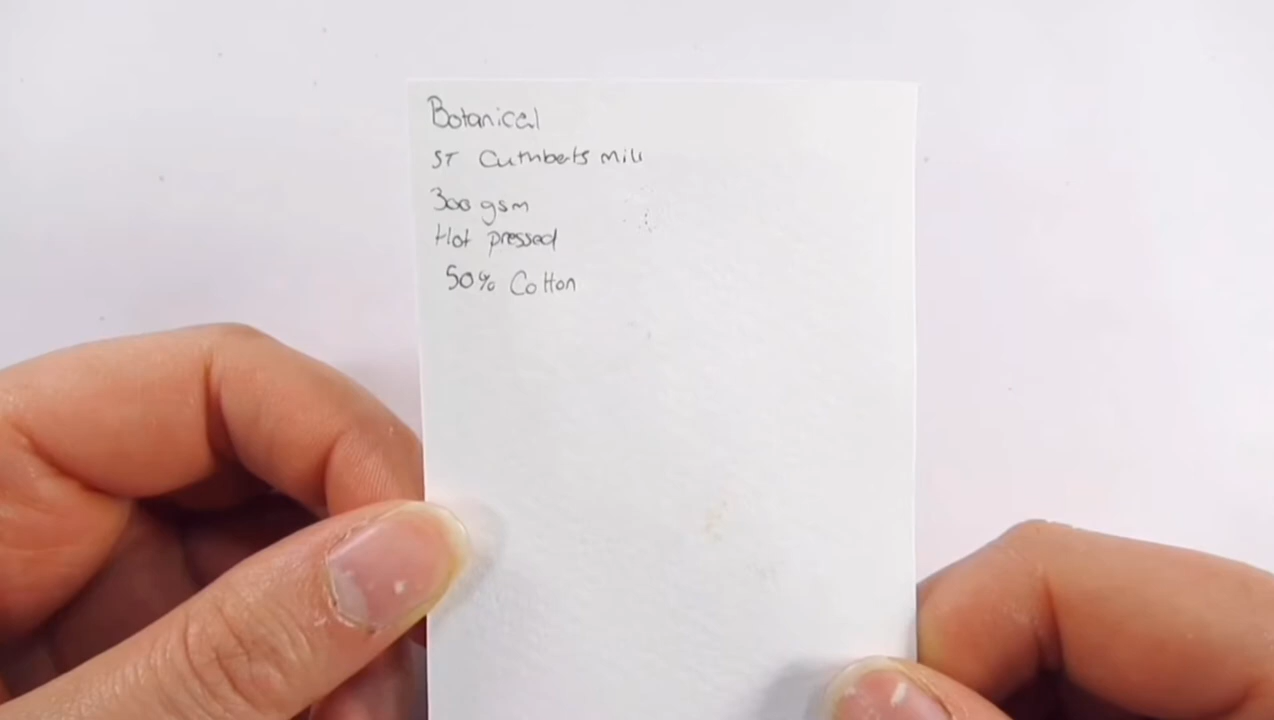 Botanical
ST Cuthberts mill
300 gsm
Hot pressed
50% Cotton